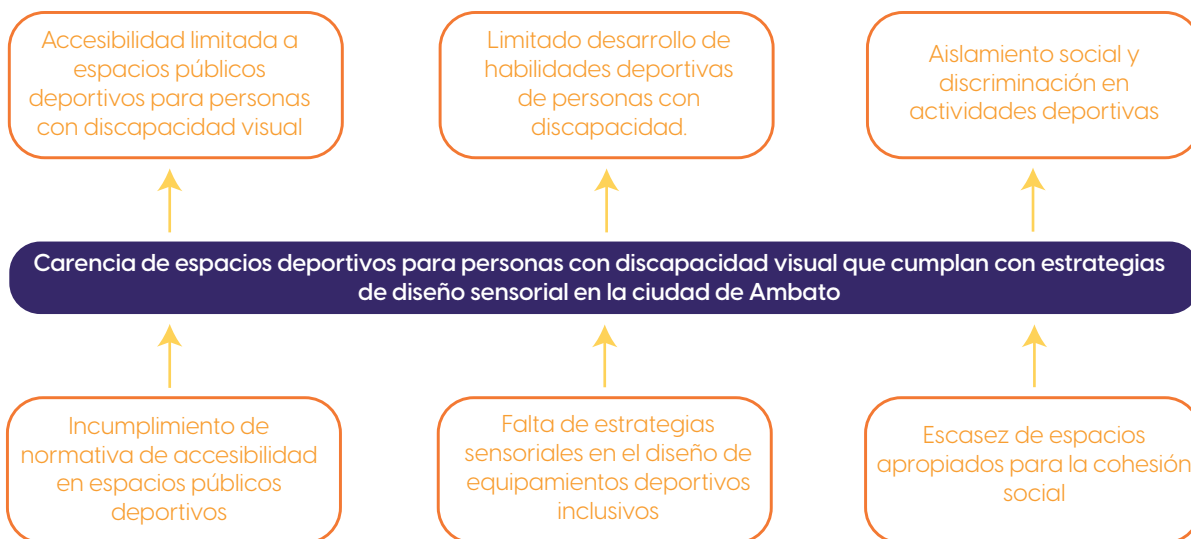 Accesibilidad limitada a
espacios públicos
deportivos para personas
con discapacidad visual
Limitado desarrollo de
habilidades deportivas
de personas con
discapacidad.
Aislamiento social y
discriminación en
actividades deportivas
Carencia de espacios deportivos para personas con discapacidad visual que cumplan con estrategias
de diseño sensorial en la ciudad de Ambato
Incumplimiento de
normativa de accesibilidad
en espacios públicos
deportivos
Falta de estrategias
sensoriales en el diseño de
equipamientos deportivos
inclusivos
Escasez de espacios
apropiados para la cohesión
social